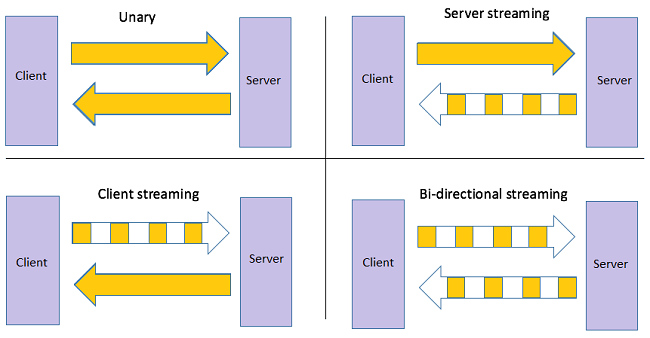 Unary
Client
Server
Server streaming
Client
Server
Client streaming
Client
Server
Bi-directional streaming
Client
Server